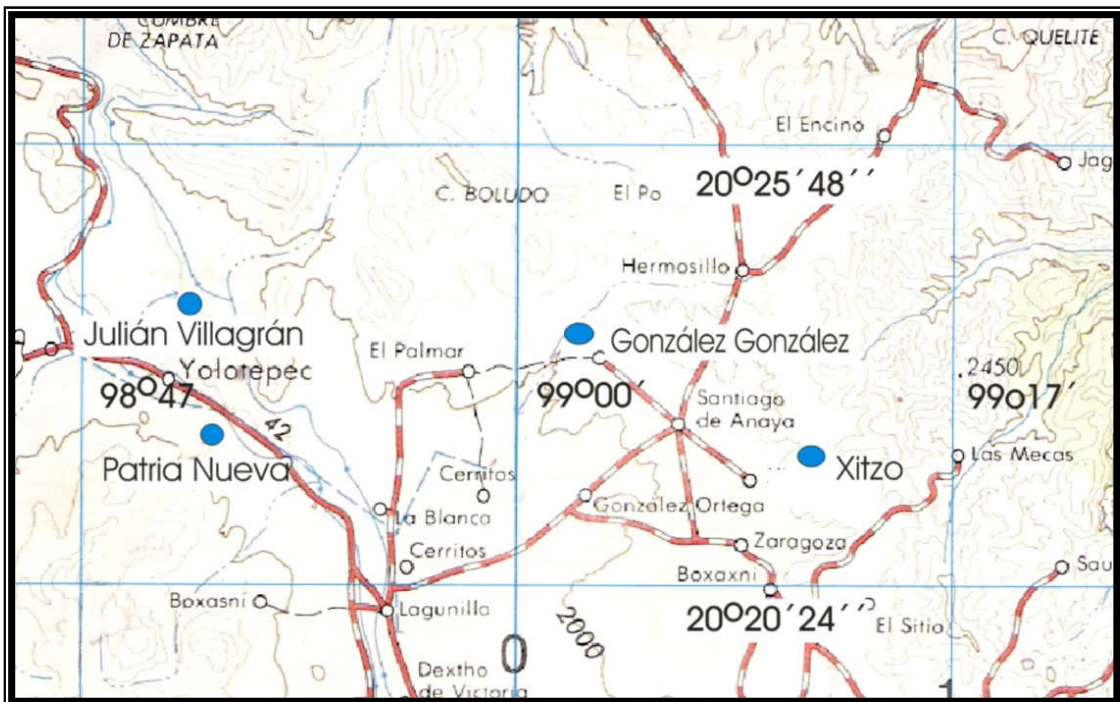 CUMBRE
DE ZAPATA
C. QUELITE
El Encino
Jag
C. BOLUDO
El Po
20º25´48´´
Hermosillo
Julián Villagrán
González González
El Palmar
Yolotepec
.2450
98º47
99º00´
99o17´
Santiago
de Anaya
42
Patria Nueva
Xitzo
Las Mecas
Cerritos
González Ortega
La Blanca
Zaragoza
Cerritos
Boxaxni
Sau
Boxasni
Lagunilla
20º20´24´´
El Sitio
2000
0
Dextho
de Victoria
1